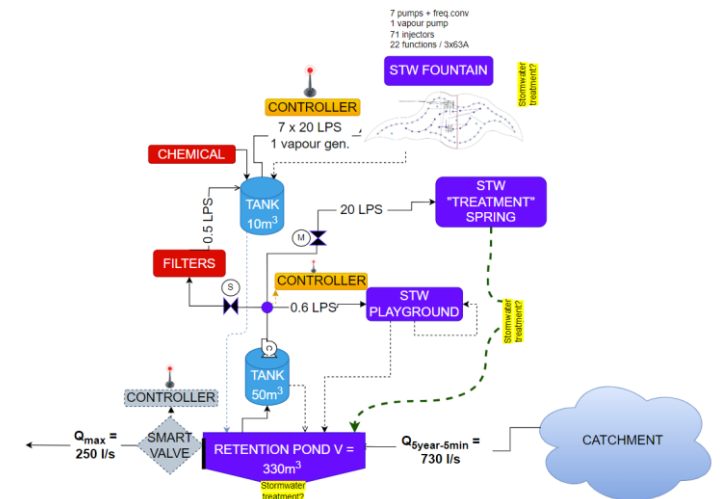 7 pumps + freq.conv
1 vapour pump
71 injectors
22 functions / 3x63A
STW FOUNTAIN
Stormwater
treatment?
CONTROLLER
7 x 20 LPS
1 vapour gen.
CHEMICAL
TANK
10m³
0.5 LPS
20 LPS
STW
"TREATMENT"
SPRING
M
FILTERS
S
CONTROLLER
0.6 LPS
STW
PLAYGROUND
Stormwater
treatment?
C
TANK
50m³
CONTROLLER
Qmax =
250 l/s
SMART
VALVE
RETENTION POND V =
330m³
Stormwater
treatment?
Q5year-5min =
730 l/s
CATCHMENT